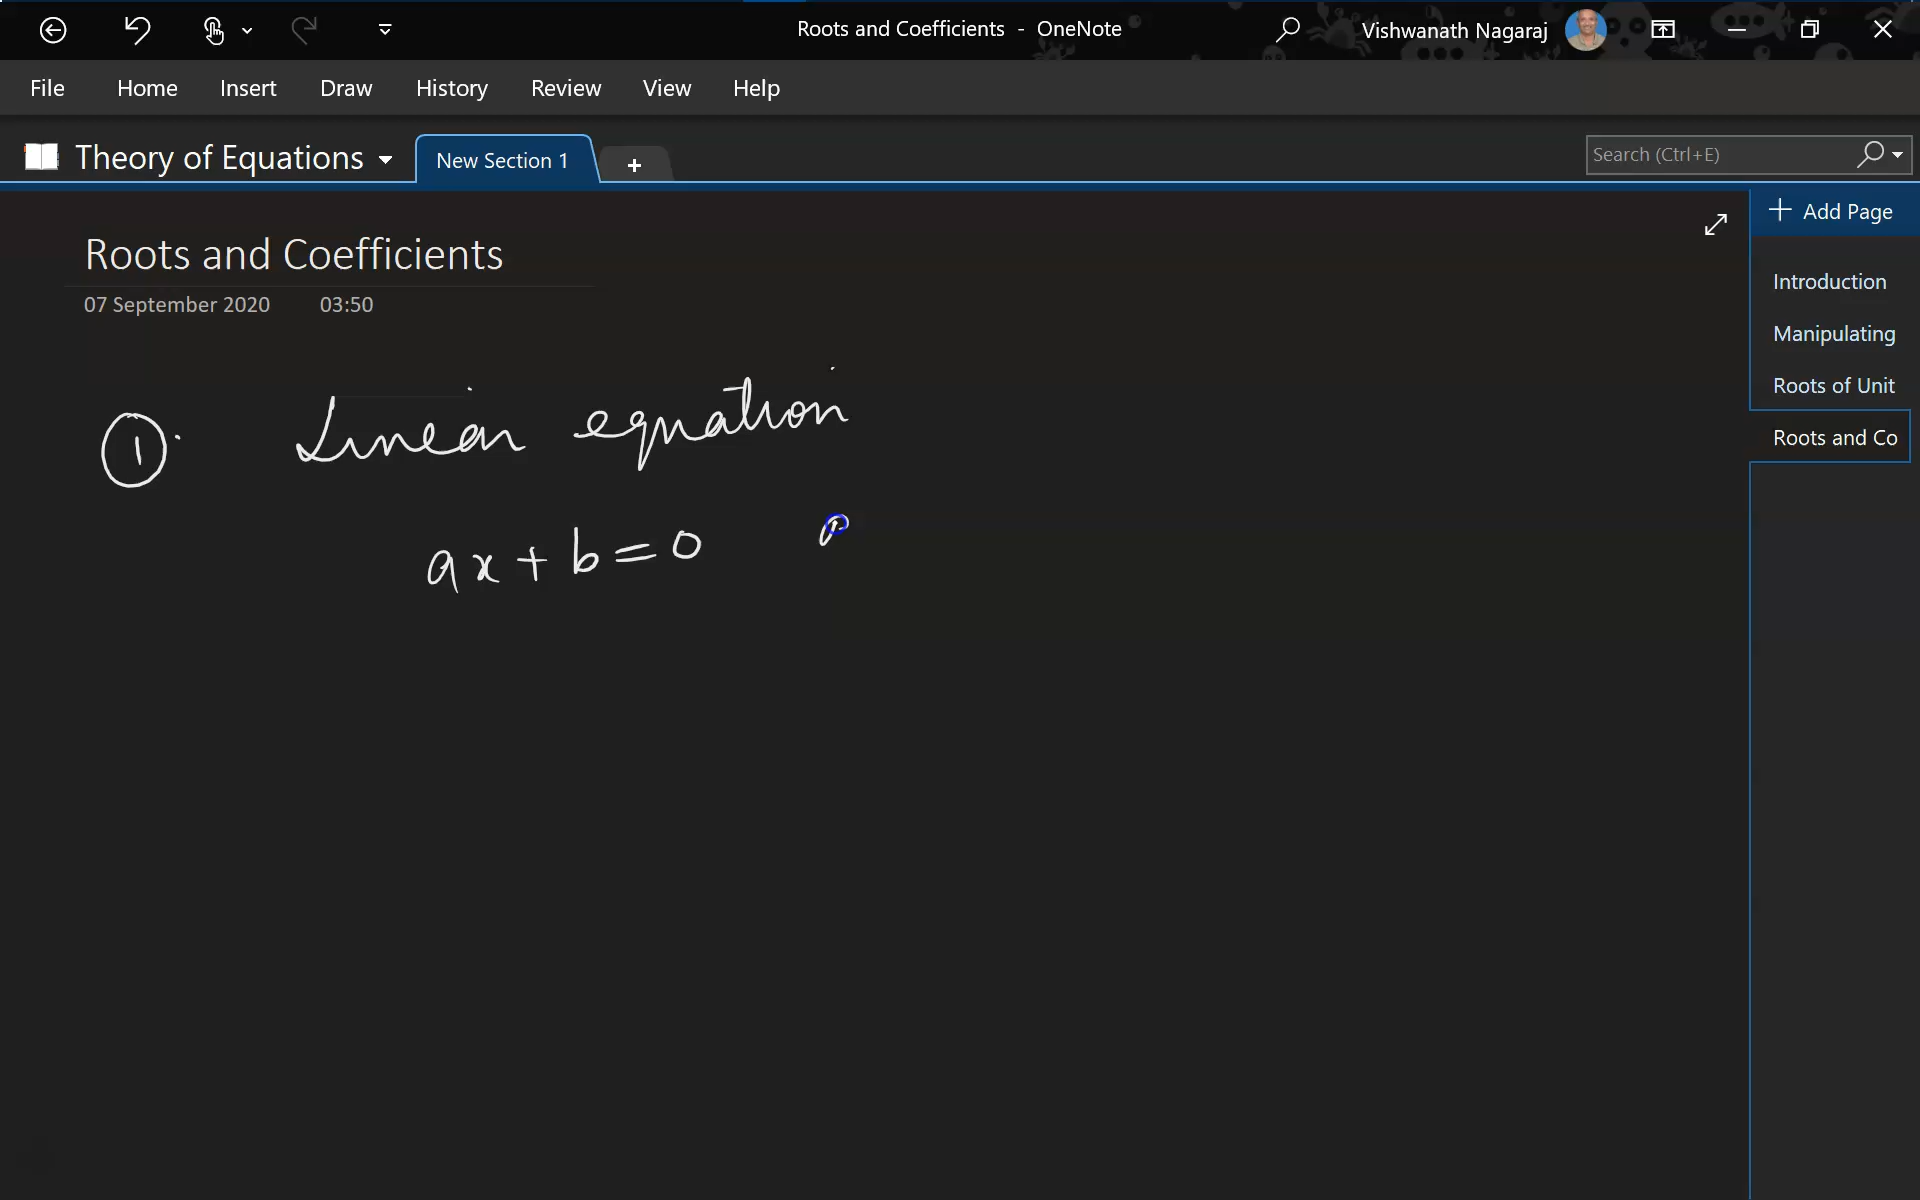 Roots and Coefficients - OneNote
Vishwanath Nagaraj
File Home Insert Draw History Review View Help
Theory of Equations
New Section 1
+
Search (Ctrl+E)
Add Page
Introduction
Manipulating
Roots of Unit
Roots and Co
Roots and Coefficients
07 September 2020 03:50
① Linear equation
ax + b = 0